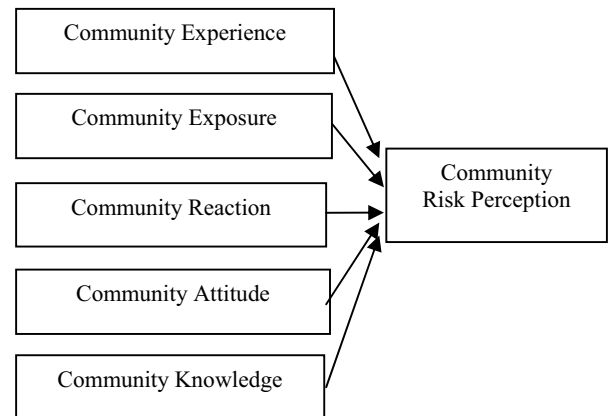 Community Experience
Community Exposure
Community
Risk Perception
Community Reaction
Community Attitude
Community Knowledge